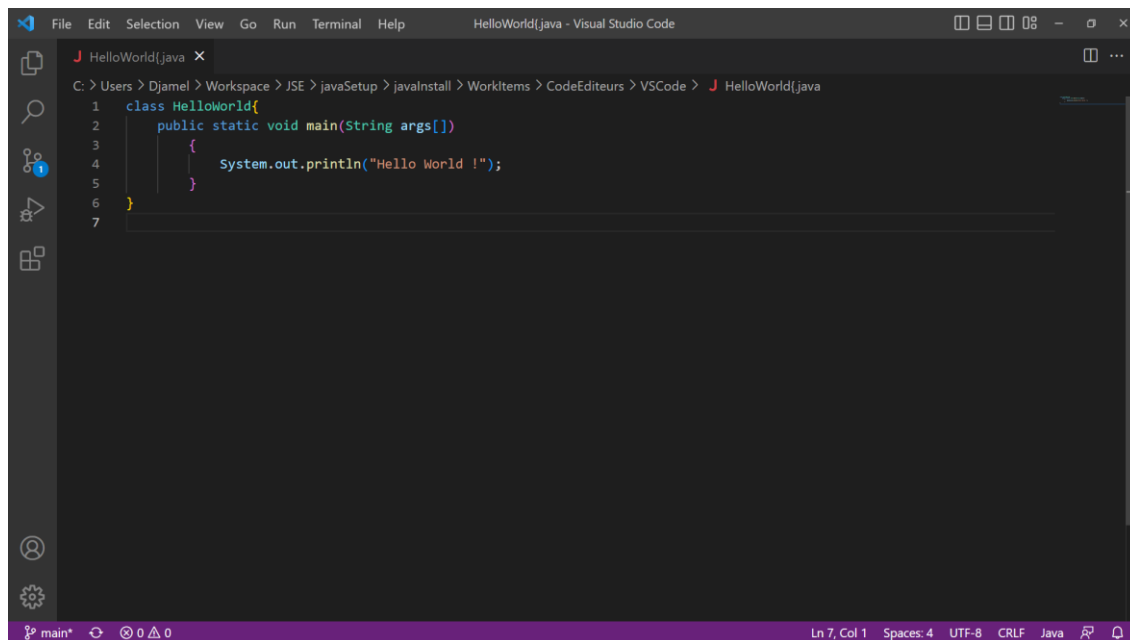 File Edit Selection View Go Run Terminal Help HelloWorld{.java - Visual Studio Code
J HelloWorld{.java
C: > Users > Djamel > Workspace > JSE > javaSetup > javaInstall > WorkItems > CodeEditeurs > VSCode > J HelloWorld{.java
1 class HelloWorld{
2 public static void main(String args[])
3 {
4 System.out.println("Hello World !");
5 }
6 }
7
1
main* 0 0 Ln 7, Col 1 Spaces: 4 UTF-8 CRLF Java